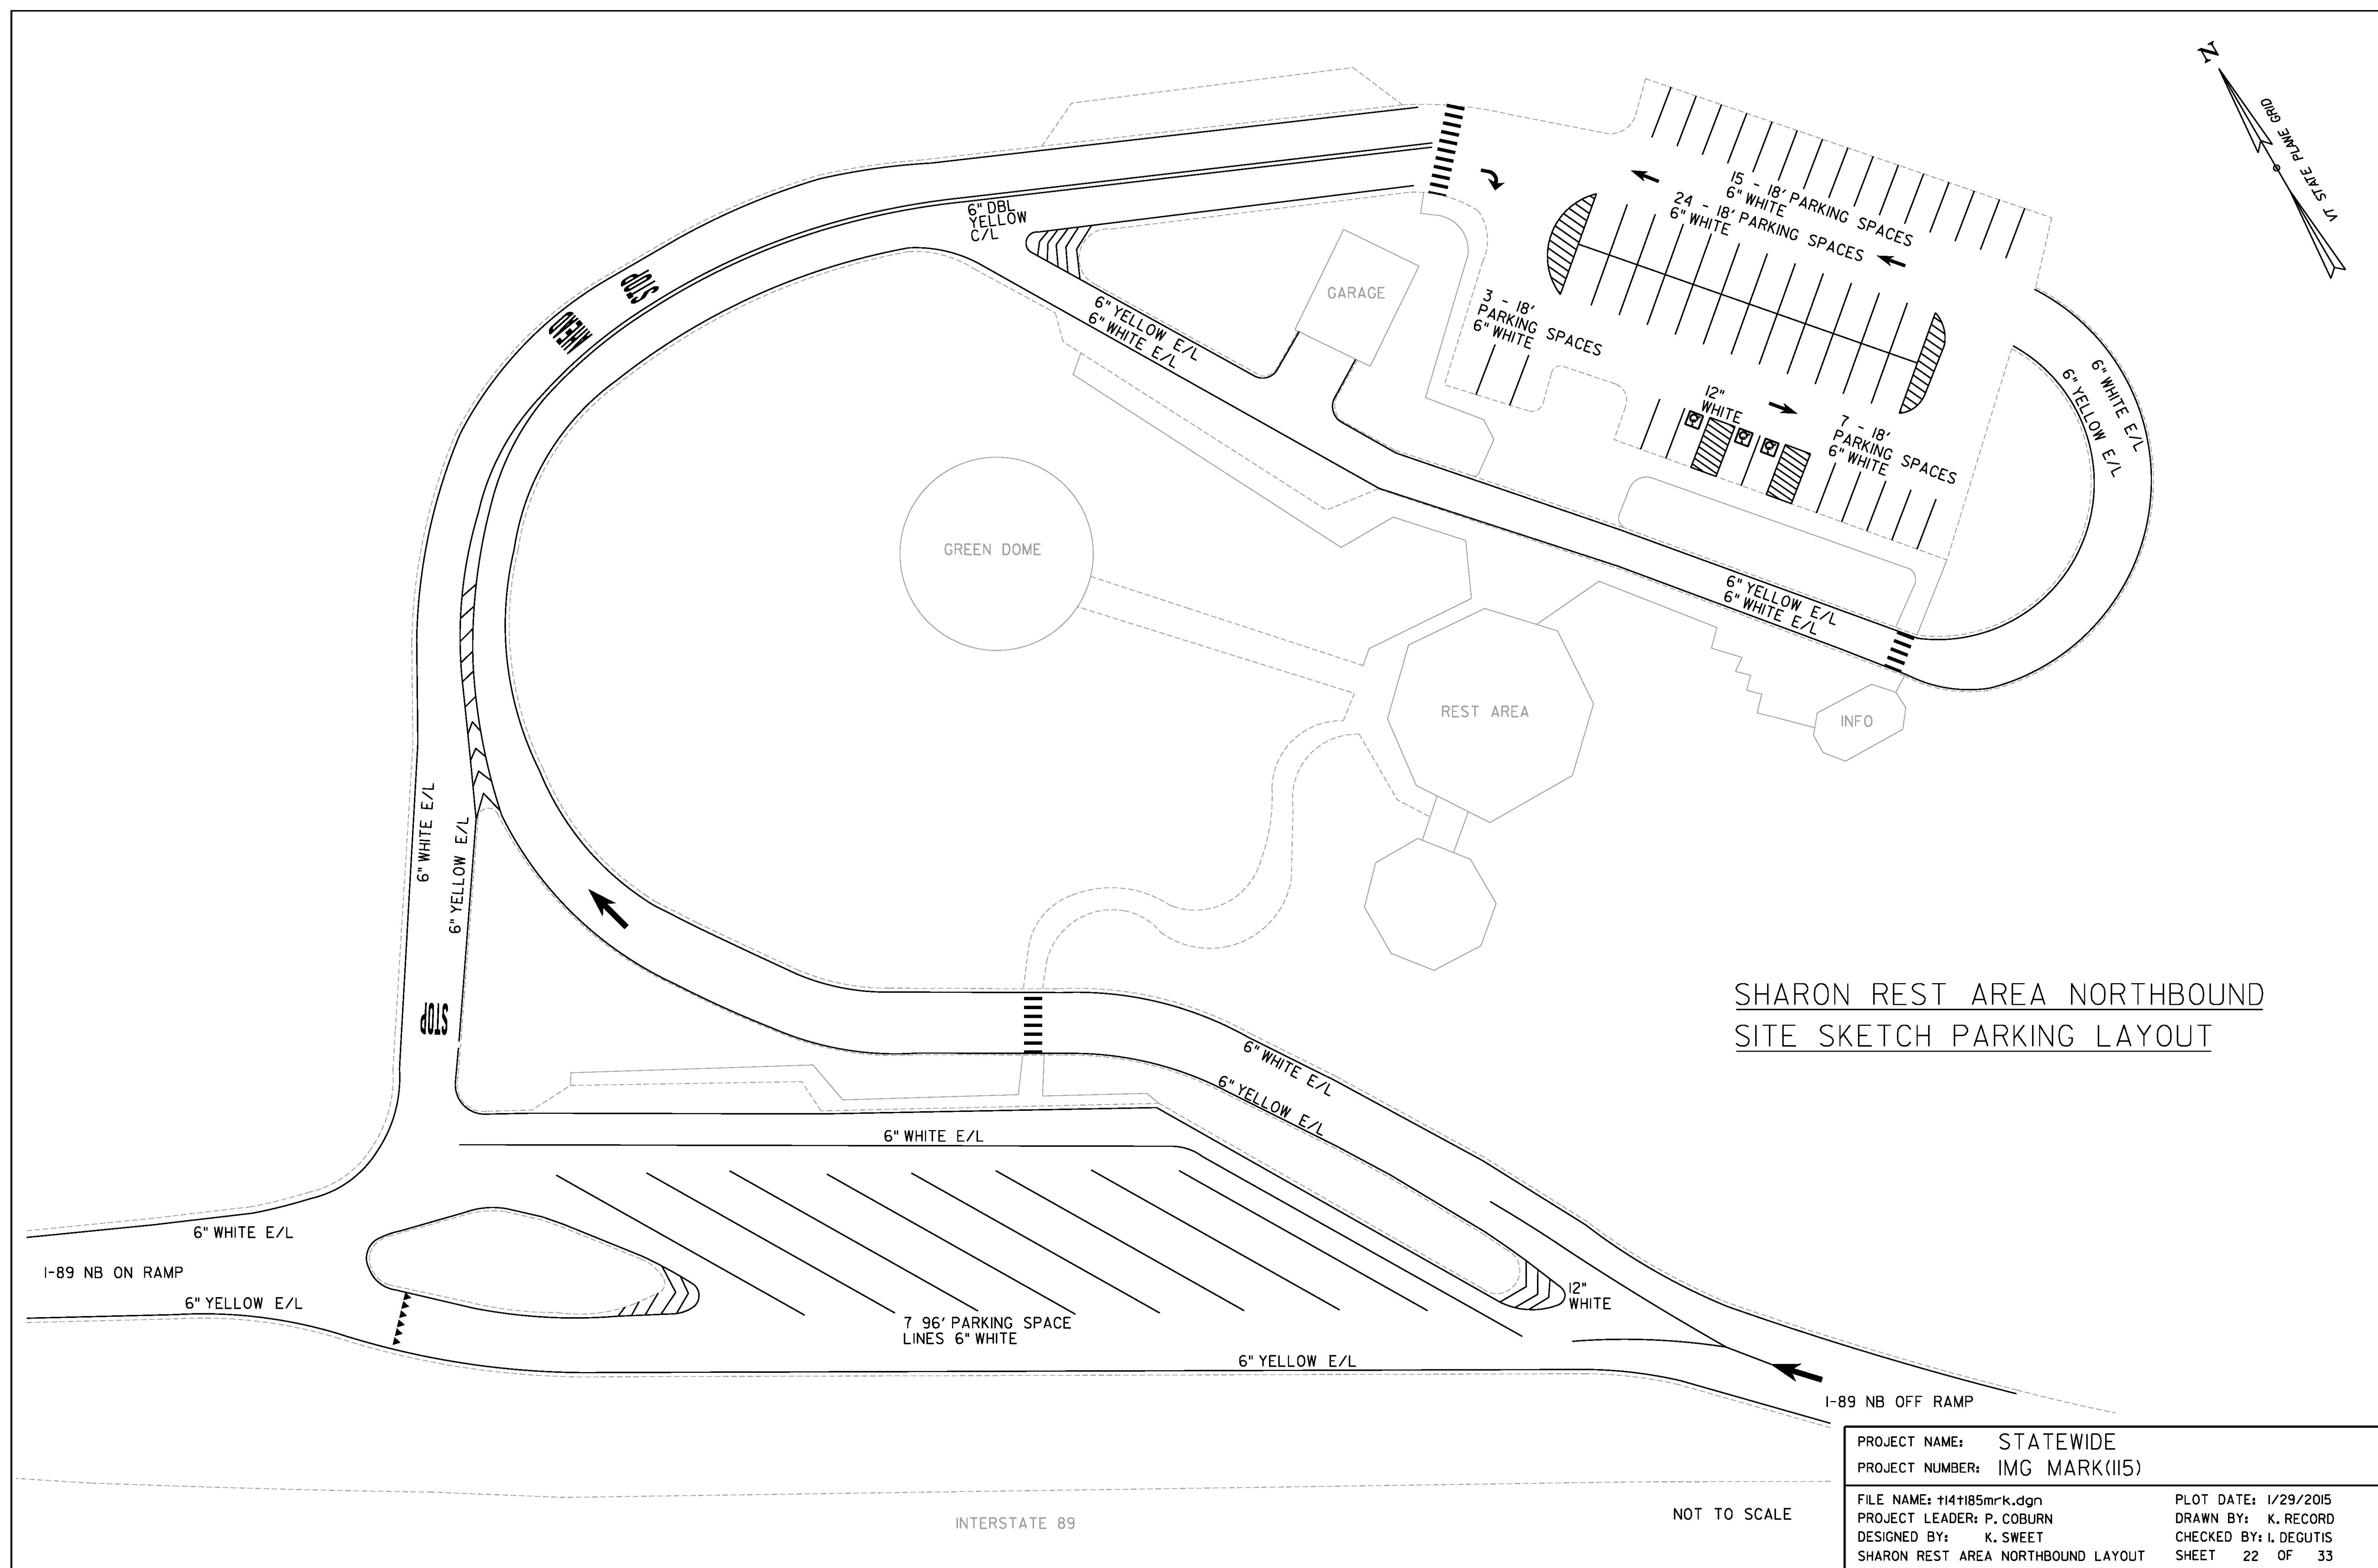 N
VT STATE PLANE GRID
15 - 18' PARKING SPACES
6" WHITE
24 - 18' PARKING SPACES
6" WHITE
6" DBL
YELLOW
C/L
STOP
AHEAD
GARAGE
6" YELLOW E/L
6" WHITE E/L
3 - 18'
PARKING SPACES
6" WHITE
12"
WHITE
7 - 18'
PARKING SPACES
6" WHITE
6" WHITE E/L
6" YELLOW E/L
GREEN DOME
6" YELLOW E/L
6" WHITE E/L
REST AREA
INFO
6" WHITE E/L
6" YELLOW E/L
STOP
SHARON REST AREA NORTHBOUND
SITE SKETCH PARKING LAYOUT
6" WHITE E/L
6" YELLOW E/L
6" WHITE E/L
6" WHITE E/L
I-89 NB ON RAMP
6" YELLOW E/L
12"
WHITE
7 96' PARKING SPACE
LINES 6" WHITE
6" YELLOW E/L
I-89 NB OFF RAMP
INTERSTATE 89
NOT TO SCALE
PROJECT NAME: STATEWIDE
PROJECT NUMBER: IMG MARK(115)
FILE NAME: t14t185mrk.dgn PLOT DATE: 1/29/2015
PROJECT LEADER: P. COBURN DRAWN BY: K. RECORD
DESIGNED BY: K. SWEET CHECKED BY: I. DEGUTIS
SHARON REST AREA NORTHBOUND LAYOUT SHEET 22 OF 33